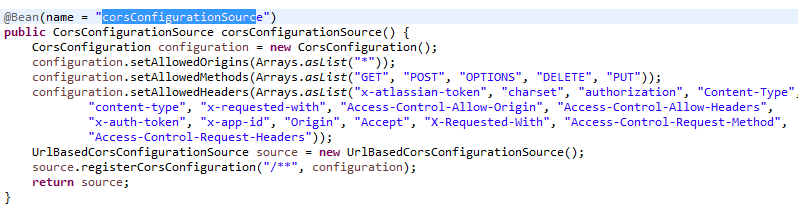 @Bean(name = "corsConfigurationSource")
public CorsConfigurationSource corsConfigurationSource() {
    CorsConfiguration configuration = new CorsConfiguration();
    configuration.setAllowedOrigins(Arrays.asList("*"));
    configuration.setAllowedMethods(Arrays.asList("GET", "POST", "OPTIONS", "DELETE", "PUT"));
    configuration.setAllowedHeaders(Arrays.asList("x-atlassian-token", "charset", "authorization", "Content-Type",
            "content-type", "x-requested-with", "Access-Control-Allow-Origin", "Access-Control-Allow-Headers",
            "x-auth-token", "x-app-id", "Origin", "Accept", "X-Requested-With", "Access-Control-Request-Method",
            "Access-Control-Request-Headers"));
    UrlBasedCorsConfigurationSource source = new UrlBasedCorsConfigurationSource();
    source.registerCorsConfiguration("/**", configuration);
    return source;
}